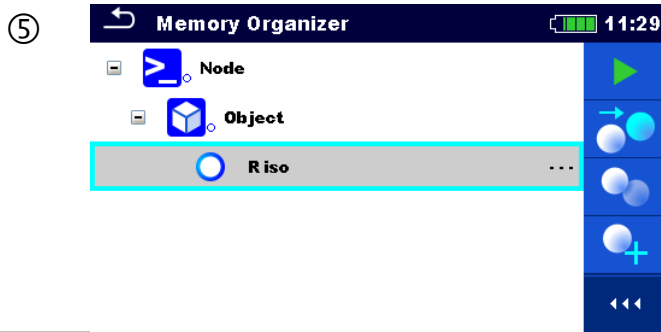 ⑤
Memory Organizer 11:29
Node
Object
R iso ---